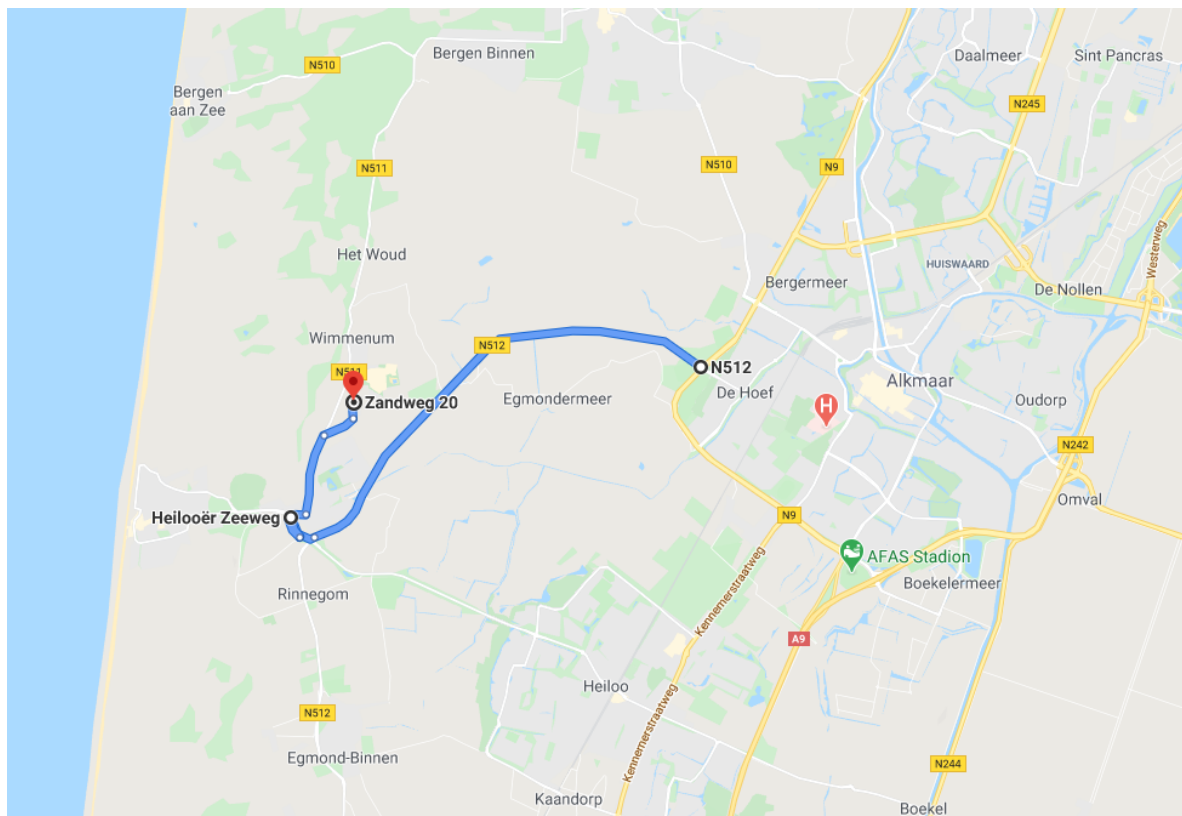 Bergen Binnen
Daalmeer
Sint Pancras
N510
Bergen
aan Zee
N245
N511
N510
N9
Westerweg
Het Woud
HUISWAARD
Bergermeer
De Nollen
Wimmenum
N512
N511
N512
De Hoef
Alkmaar
Zandweg 20
Egmondermeer
H
Oudorp
N242
Omval
Heilooër Zeeweg
N9
AFAS Stadion
Boekelermeer
Rinnegom
Kennemerstraatweg
A9
Heiloo
N512
Kennemerstraatweg
Egmond-Binnen
N244
Kaandorp
Boekel